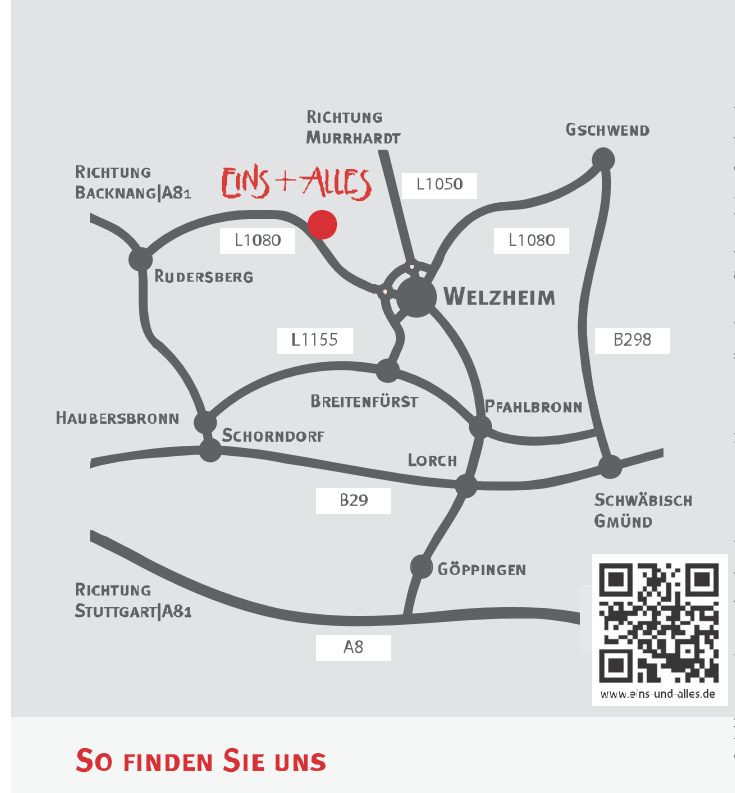 RICHTUNG
MURRHARDT
GSCHWEND
RICHTUNG
BACKNANG|A81
EINS + ALLES
L1050
L1080
L1080
RUDERSBERG
WELZHEIM
L1155
B298
BREITENFÜRST
PFAHLBRONN
HAUBERSBRONN
SCHORNDORF
LORCH
B29
SCHWÄBISCH
GMÜND
GÖPPINGEN
RICHTUNG
STUTTGART|A81
A8
www.eins-und-alles.de
SO FINDEN SIE UNS